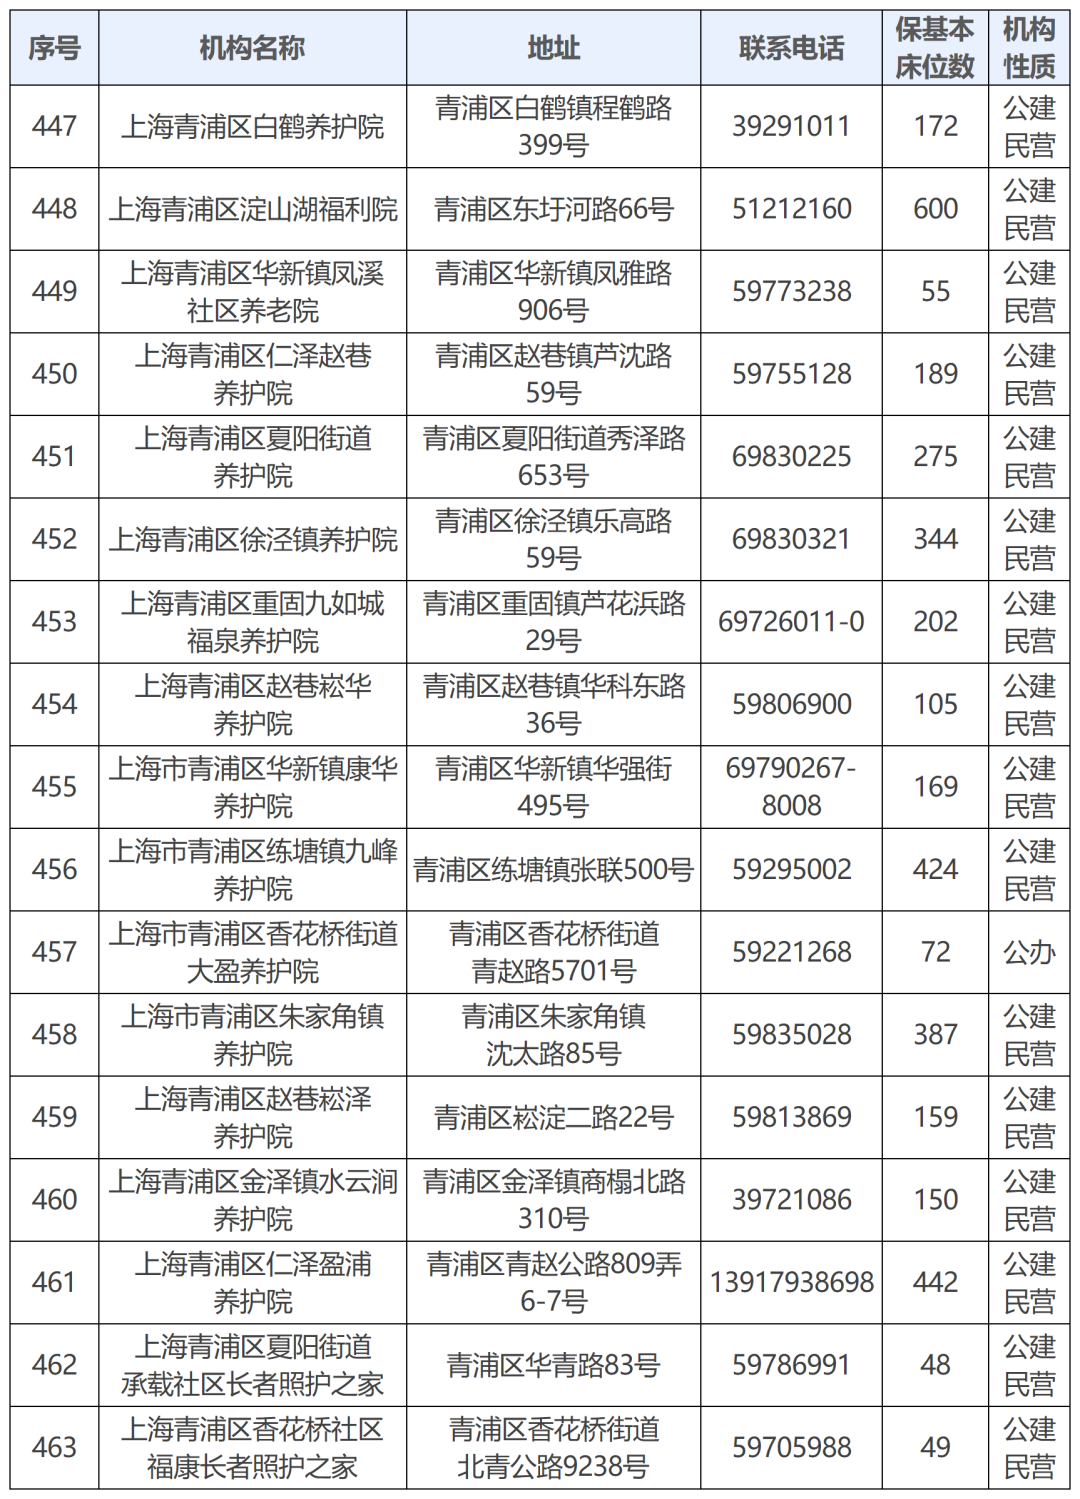 序号 机构名称 地址 联系电话 保基本床位数 机构性质
447 上海青浦区白鹤养护院 青浦区白鹤镇程鹤路399号 39291011 172 公建民营
448 上海青浦区淀山湖福利院 青浦区东圩河路66号 51212160 600 公建民营
449 上海青浦区华新镇凤溪社区养老院 青浦区华新镇凤雅路906号 59773238 55 公建民营
450 上海青浦区仁泽赵巷养护院 青浦区赵巷镇芦沈路59号 59755128 189 公建民营
451 上海青浦区夏阳街道养护院 青浦区夏阳街道秀泽路653号 69830225 275 公建民营
452 上海青浦区徐泾镇养护院 青浦区徐泾镇乐高路59号 69830321 344 公建民营
453 上海青浦区重固九如城福泉养护院 青浦区重固镇芦花浜路29号 69726011-0 202 公建民营
454 上海青浦区赵巷崧华养护院 青浦区赵巷镇华科东路36号 59806900 105 公建民营
455 上海市青浦区华新镇康华养护院 青浦区华新镇华强街495号 69790267-8008 169 公建民营
456 上海市青浦区练塘镇九峰养护院 青浦区练塘镇张联500号 59295002 424 公建民营
457 上海市青浦区香花桥街道大盈养护院 青浦区香花桥街道青赵路5701号 59221268 72 公办
458 上海市青浦区朱家角镇养护院 青浦区朱家角镇沈太路85号 59835028 387 公建民营
459 上海青浦区赵巷崧泽养护院 青浦区崧淀二路22号 59813869 159 公建民营
460 上海青浦区金泽镇水云涧养护院 青浦区金泽镇商榻北路310号 39721086 150 公建民营
461 上海青浦区仁泽盈浦养护院 青浦区青赵公路809弄6-7号 13917938698 442 公建民营
462 上海青浦区夏阳街道承载社区长者照护之家 青浦区华青路83号 59786991 48 公建民营
463 上海青浦区香花桥社区福康长者照护之家 青浦区香花桥街道北青公路9238号 59705988 49 公建民营